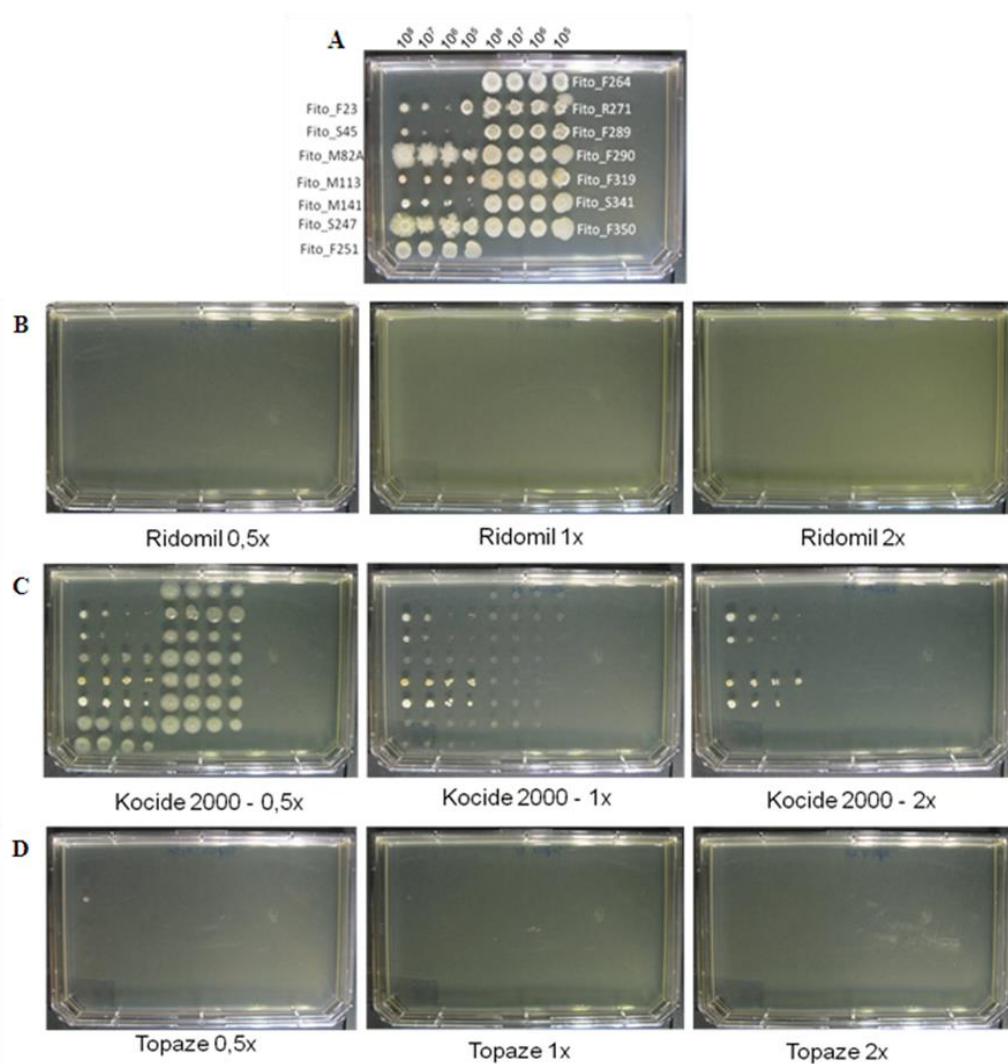 A
10⁸ 10⁷ 10⁶ 10⁵ 10⁸ 10⁷ 10⁶ 10⁵
Fito_F264
Fito_F23 Fito_R271
Fito_S45 Fito_F289
Fito_M82A Fito_F290
Fito_M113 Fito_F319
Fito_M141 Fito_S341
Fito_S247 Fito_F350
Fito_F251
B
Ridomil 0,5x Ridomil 1x Ridomil 2x
C
Kocide 2000 - 0,5x Kocide 2000 - 1x Kocide 2000 - 2x
D
Topaze 0,5x Topaze 1x Topaze 2x